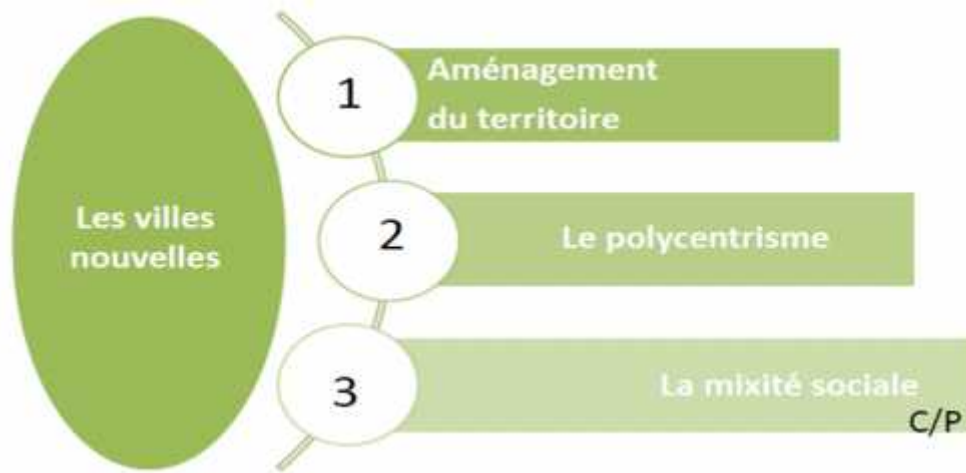 Les villes
nouvelles
1
Aménagement
du territoire
2
Le polycentrisme
3
La mixité sociale
C/P